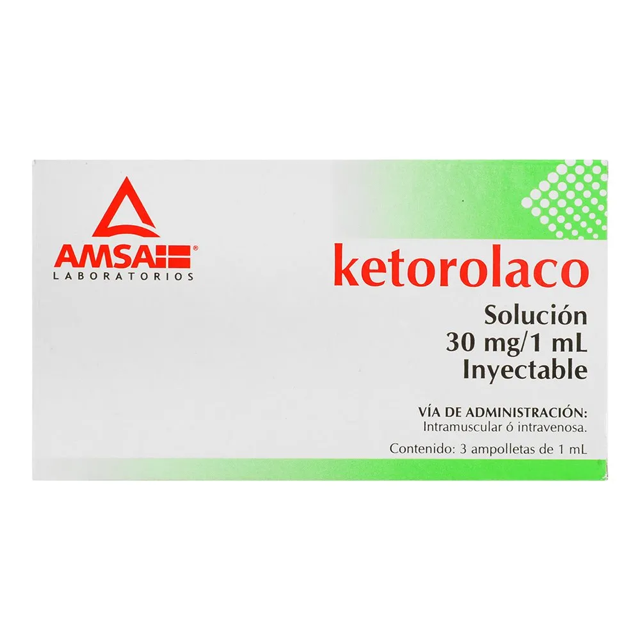 AMSA®
LABORATORIOS
ketorolaco
Solución
30 mg/1 mL
Inyectable
VÍA DE ADMINISTRACIÓN:
Intramuscular ó intravenosa.
Contenido: 3 ampolletas de 1 mL